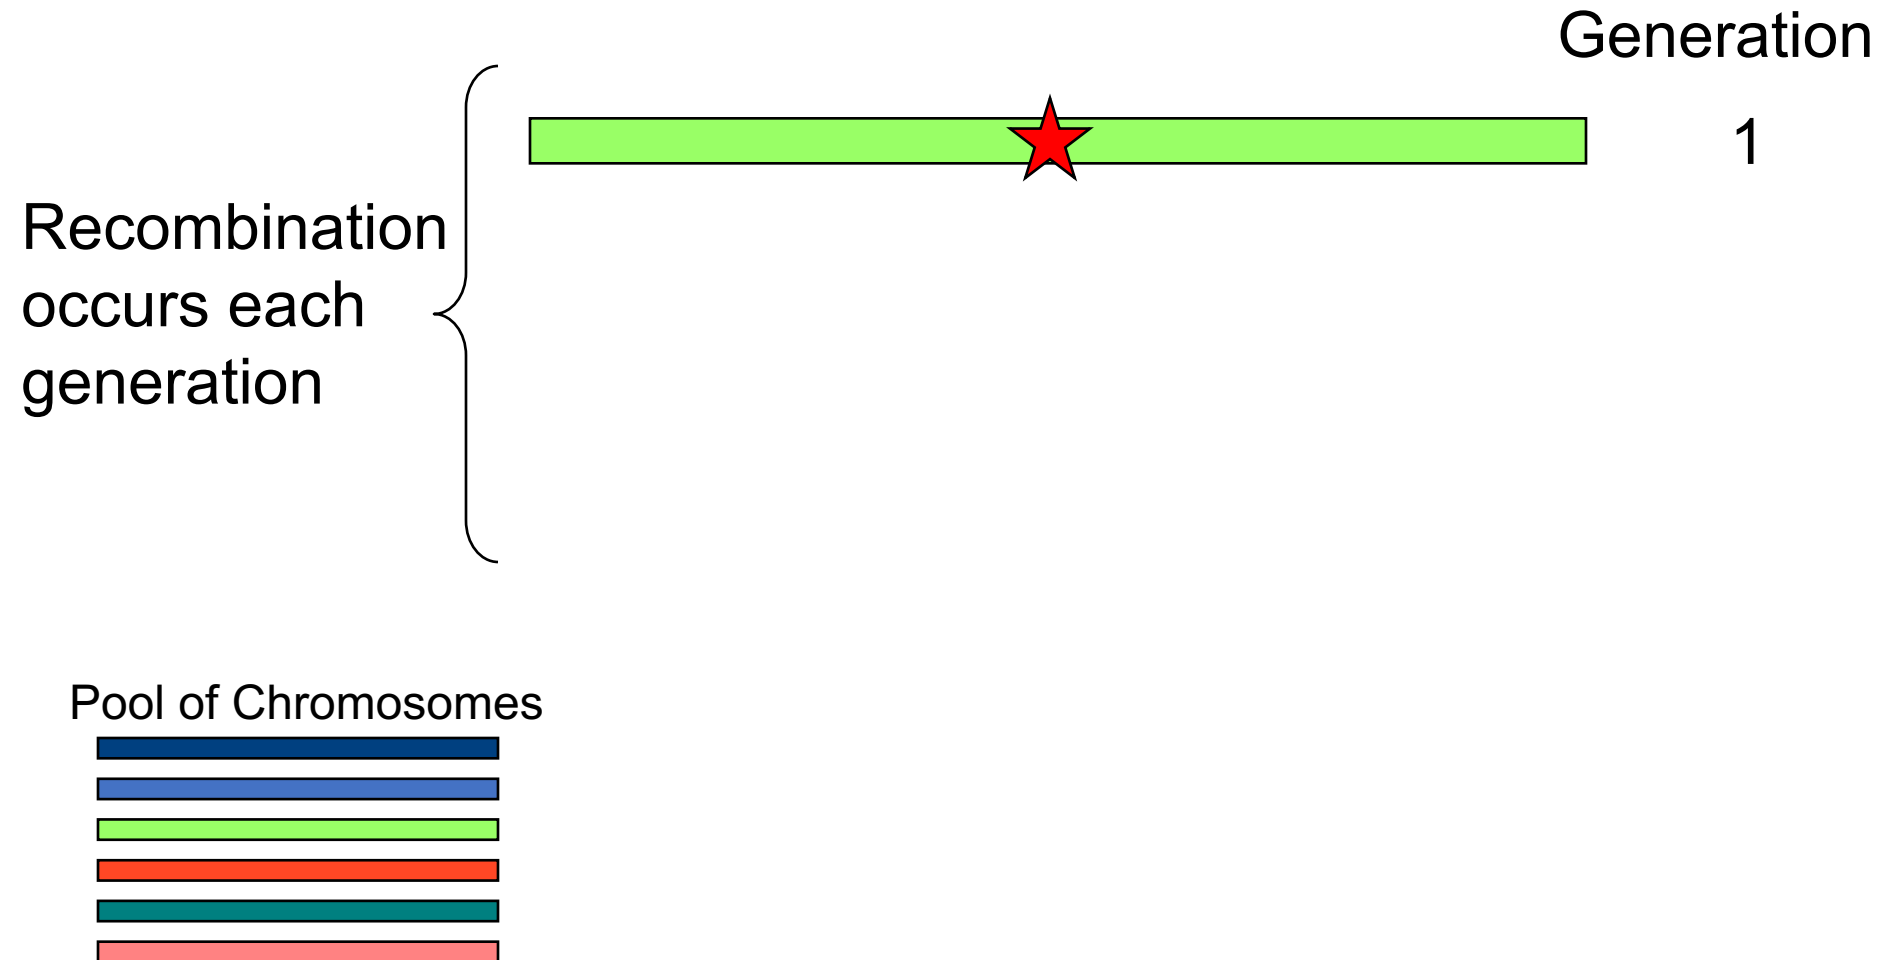 Generation
1
Recombination
occurs each
generation
Pool of Chromosomes